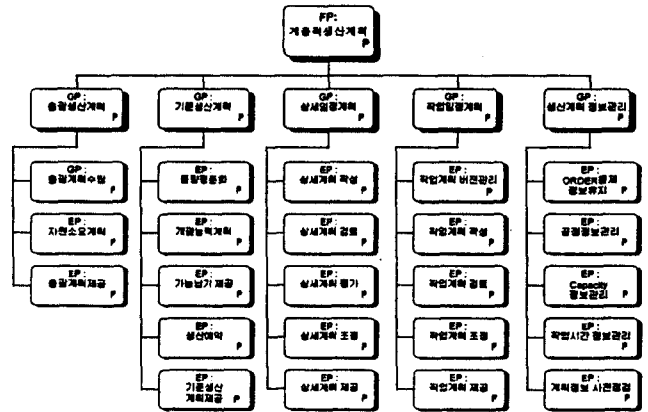 FP:
계층적생산계획
P
GP:
총괄생산계획
P
GP:
기준생산계획
P
GP:
상세일정계획
P
GP:
작업일정계획
P
GP:
생산계획 정보관리
P
GP:
총괄계획수립
P
EP:
자원소요계획
P
EP:
총괄계획제공
P
EP:
물량평준화
P
EP:
개괄능력계획
P
EP:
가능납기 제공
P
EP:
생산예약
P
EP:
기준생산
계획제공 P
EP:
상세계획 작성
P
EP:
상세계획 검토
P
EP:
상세계획 평가
P
EP:
상세계획 조정
P
EP:
상세계획 제공
P
EP:
작업계획 버전관리
P
EP:
작업계획 작성
P
EP:
작업계획 검토
P
EP:
작업계획 조정
P
EP:
작업계획 제공
P
EP:
ORDER통제
정보유지 P
EP:
공정정보관리
P
EP:
Capacity
정보관리 P
EP:
작업시간 정보관리
P
EP:
계획정보 사전점검
P